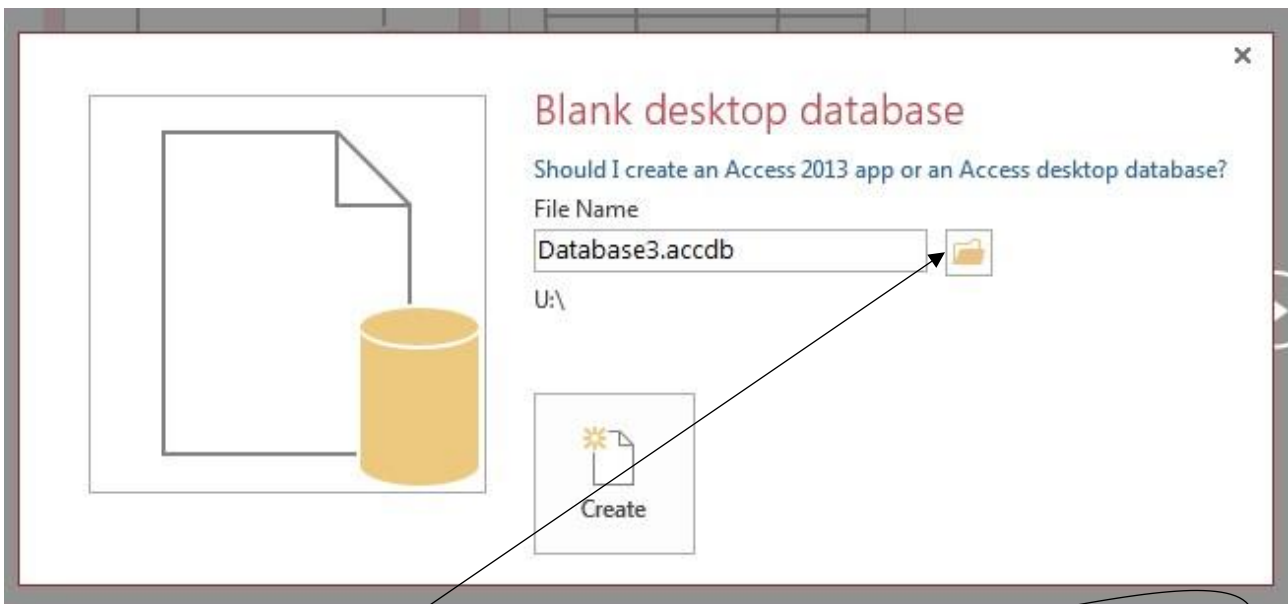 Blank desktop database
Should I create an Access 2013 app or an Access desktop database?
File Name
Database3.accdb
U:\
Create